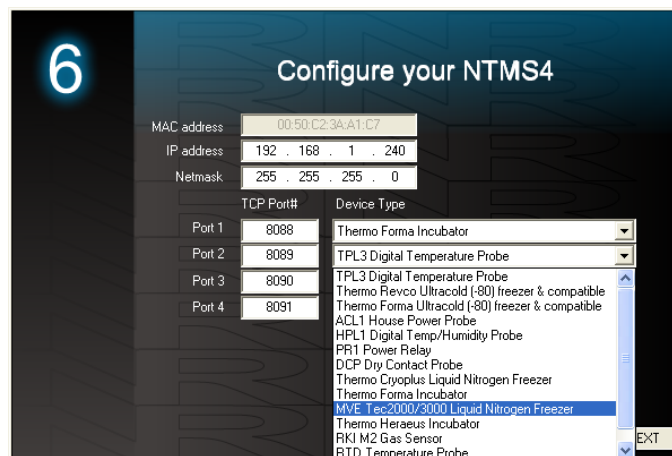 6
Configure your NTMS4
MAC address 00:50:C2:3A:A1:C7
IP address 192 . 168 . 1 . 240
Netmask 255 . 255 . 255 . 0
TCP Port# Device Type
Port 1 8088 Thermo Forma Incubator
Port 2 8089 TPL3 Digital Temperature Probe
Port 3 8090
Port 4 8091
TPL3 Digital Temperature Probe
Thermo Revco Ultracold (-80) freezer & compatible
Thermo Forma Ultracold (-80) freezer & compatible
ACL1 House Power Probe
HPL1 Digital Temp/Humidity Probe
PR1 Power Relay
DCP Dry Contact Probe
Thermo Cryoplus Liquid Nitrogen Freezer
Thermo Forma Incubator
MVE Tec2000/3000 Liquid Nitrogen Freezer
Thermo Heraeus Incubator
RKI M2 Gas Sensor
RTD Temperature Probe
EXT